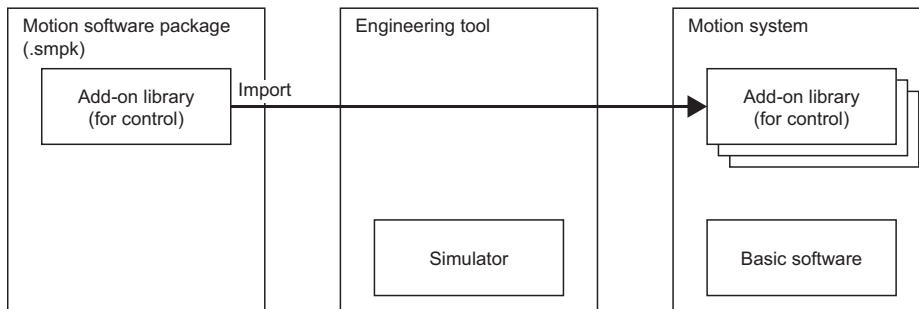 Motion software package
(.smpk)
Add-on library
(for control)
Import
Engineering tool
Simulator
Motion system
Add-on library
(for control)
Basic software